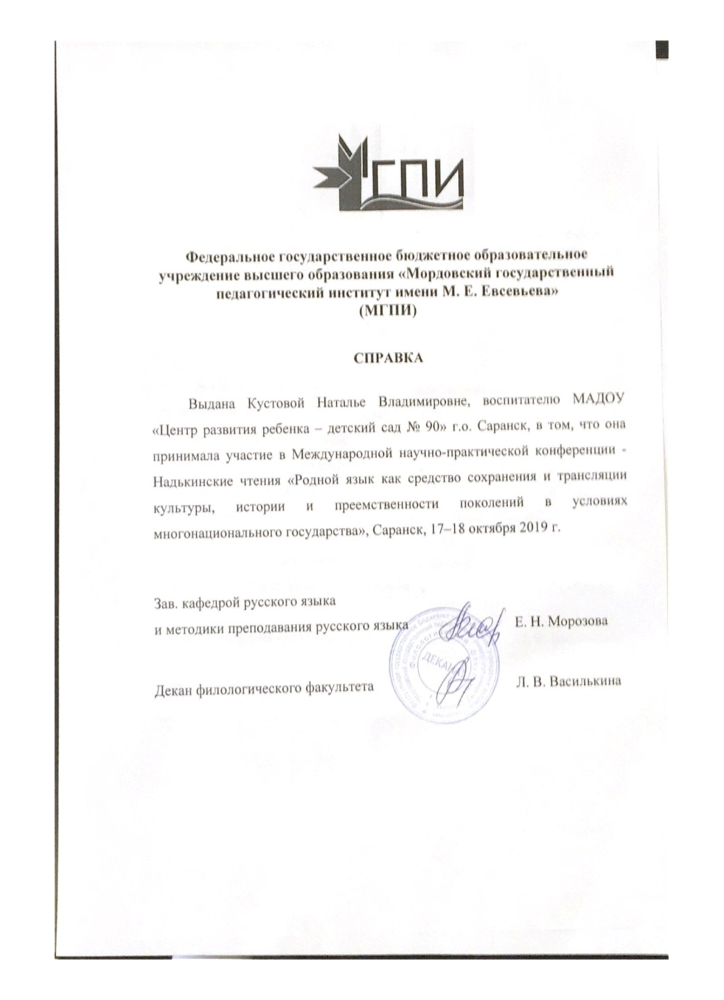 МГПИ
Федеральное государственное бюджетное образовательное
учреждение высшего образования «Мордовский государственный
педагогический институт имени М. Е. Евсевьева»
(МГПИ)
СПРАВКА
Выдана Кустовой Наталье Владимировне, воспитателю МАДОУ
«Центр развития ребенка – детский сад № 90» г.о. Саранск, в том, что она
принимала участие в Международной научно-практической конференции -
Надькинские чтения «Родной язык как средство сохранения и трансляции
культуры, истории и преемственности поколений в условиях
многонационального государства», Саранск, 17–18 октября 2019 г.
Зав. кафедрой русского языка
и методики преподавания русского языка Е. Н. Морозова
ДЕКАН
Декан филологического факультета Л. В. Василькина